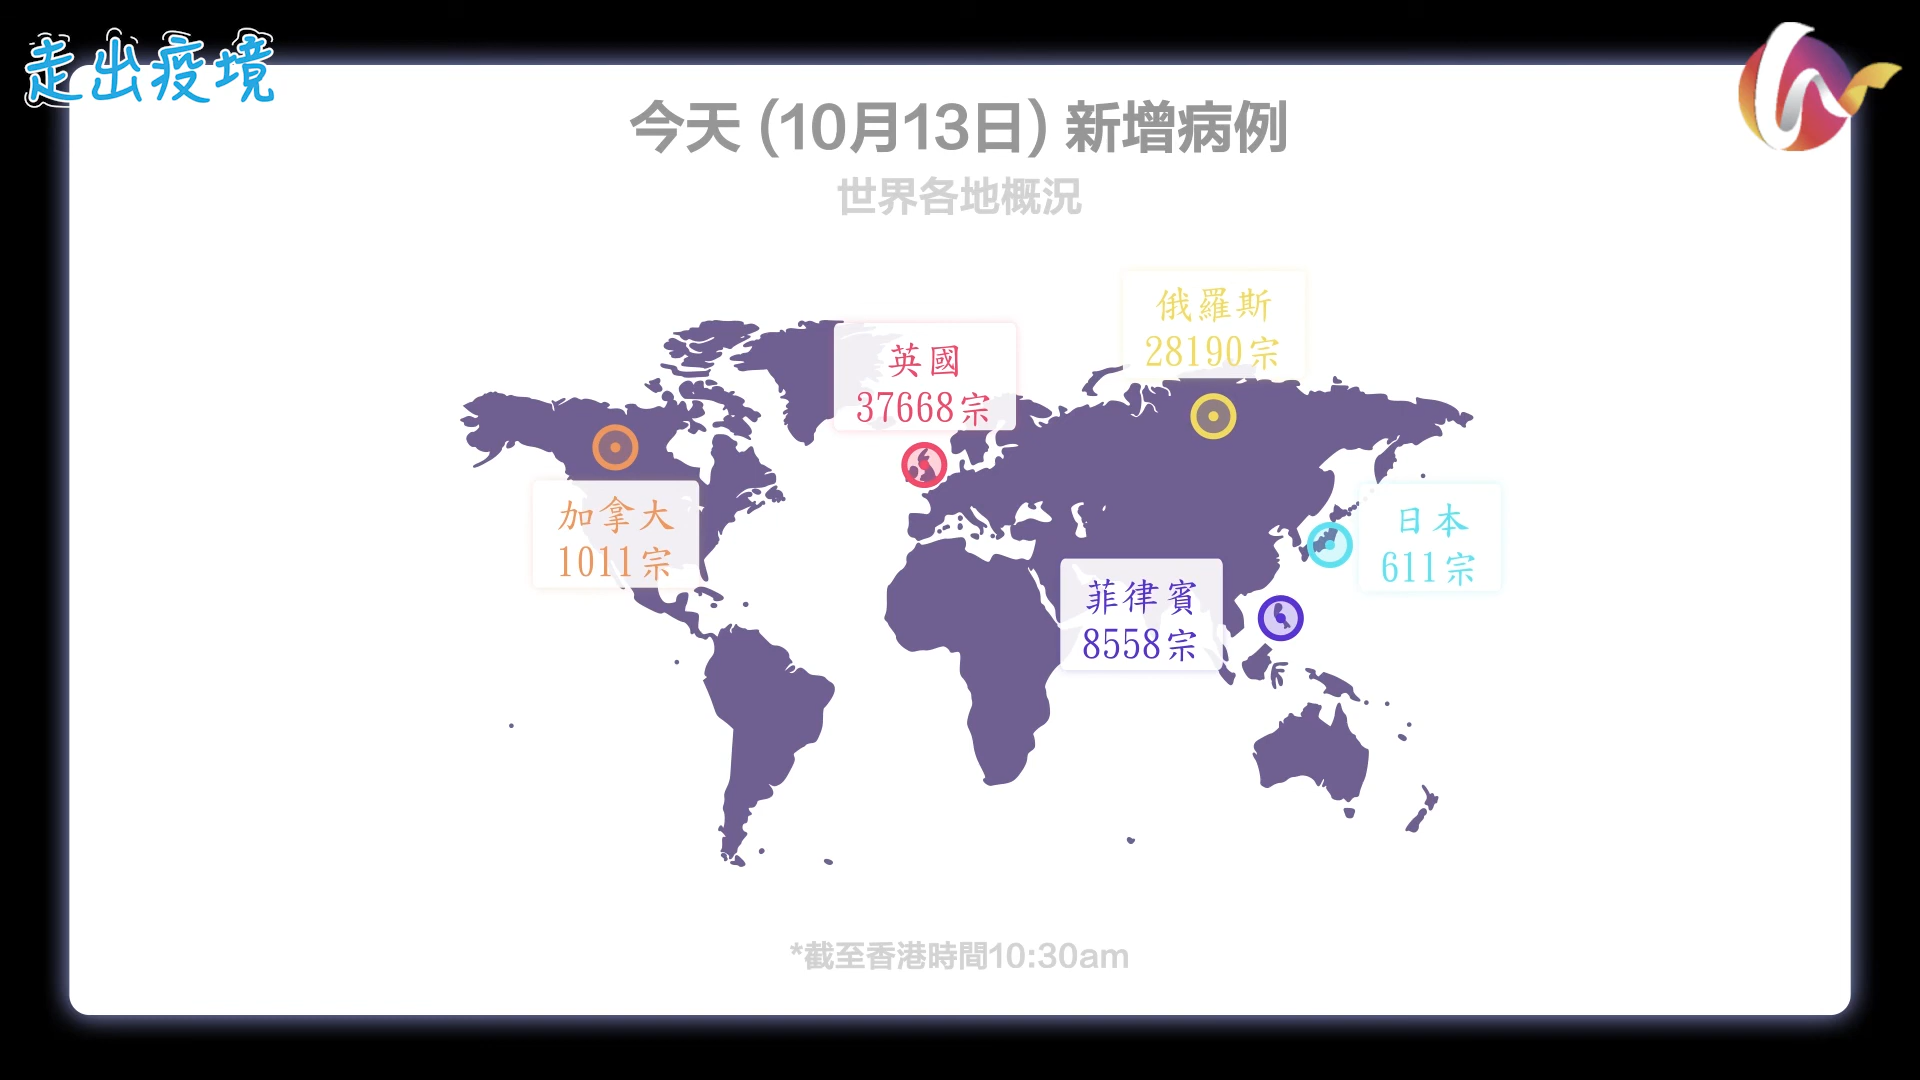 走出疫境
今天 (10月13日) 新增病例
世界各地概況
俄羅斯
28190宗
英國
37668宗
加拿大
1011宗
日本
611宗
菲律賓
8558宗
*截至香港時間10:30am